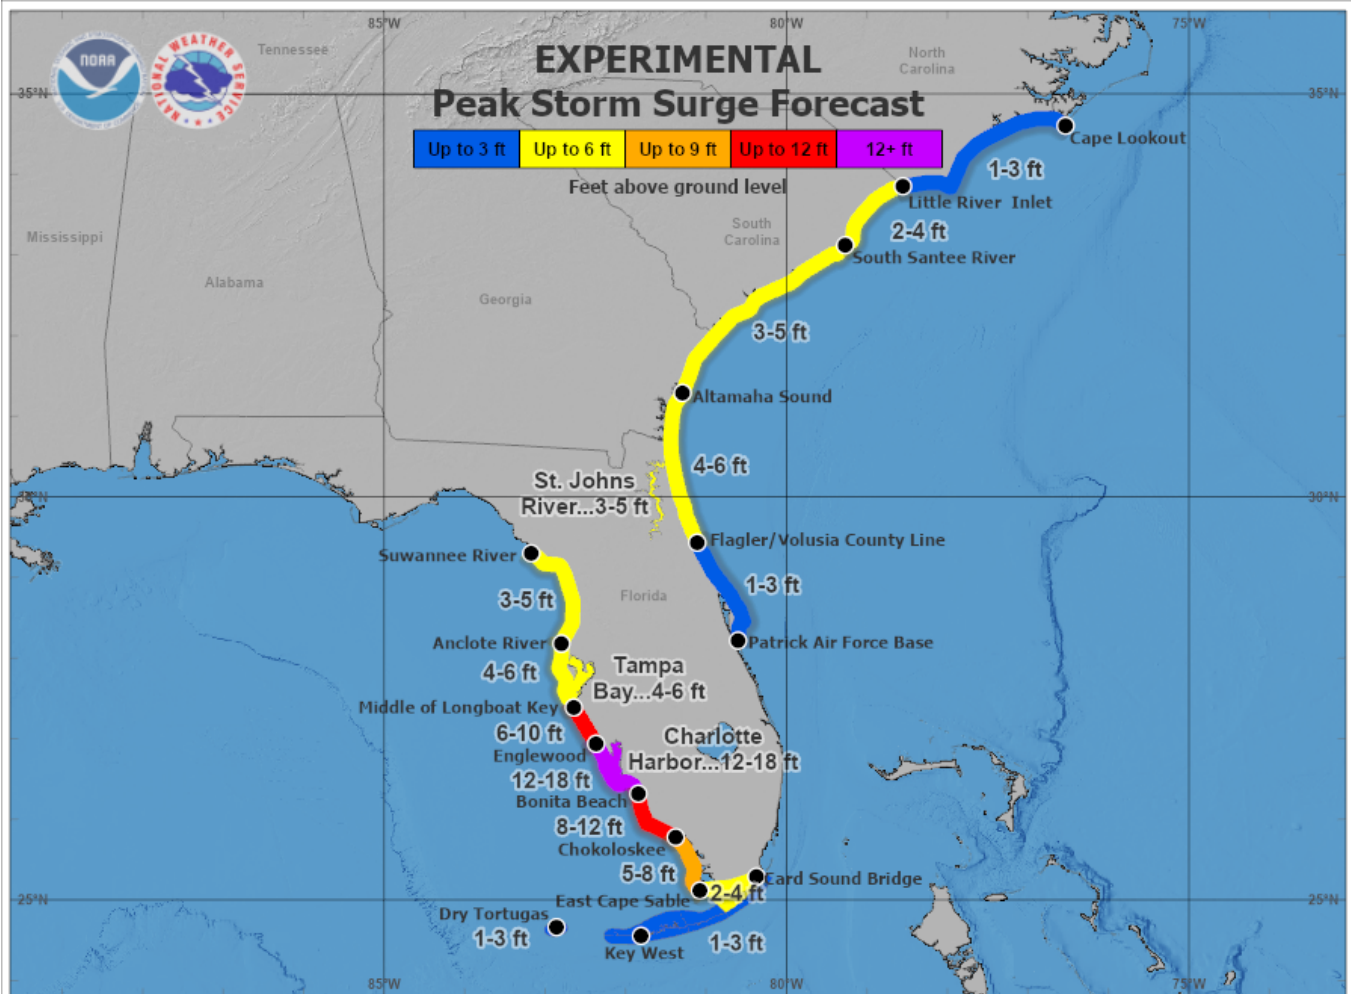 85°W
80°W
75°W
NOAA
NATIONAL WEATHER SERVICE
Tennessee
EXPERIMENTAL
North
Carolina
35°N
Peak Storm Surge Forecast
35°N
Up to 3 ft
Up to 6 ft
Up to 9 ft
Up to 12 ft
12+ ft
Feet above ground level
Cape Lookout
1-3 ft
Little River Inlet
South
Carolina
2-4 ft
Mississippi
South Santee River
Alabama
Georgia
3-5 ft
Altamaha Sound
4-6 ft
St. Johns
River...3-5 ft
30°N
Flagler/Volusia County Line
Suwannee River
1-3 ft
Florida
3-5 ft
Anclote River
Patrick Air Force Base
4-6 ft
Tampa
Bay...4-6 ft
Middle of Longboat Key
6-10 ft
Charlotte
Harbor...12-18 ft
Englewood
12-18 ft
Bonita Beach
8-12 ft
Chokoloskee
5-8 ft
Card Sound Bridge
2-4 ft
East Cape Sable
25°N
25°N
Dry Tortugas
1-3 ft
1-3 ft
Key West
85°W
80°W
75°W